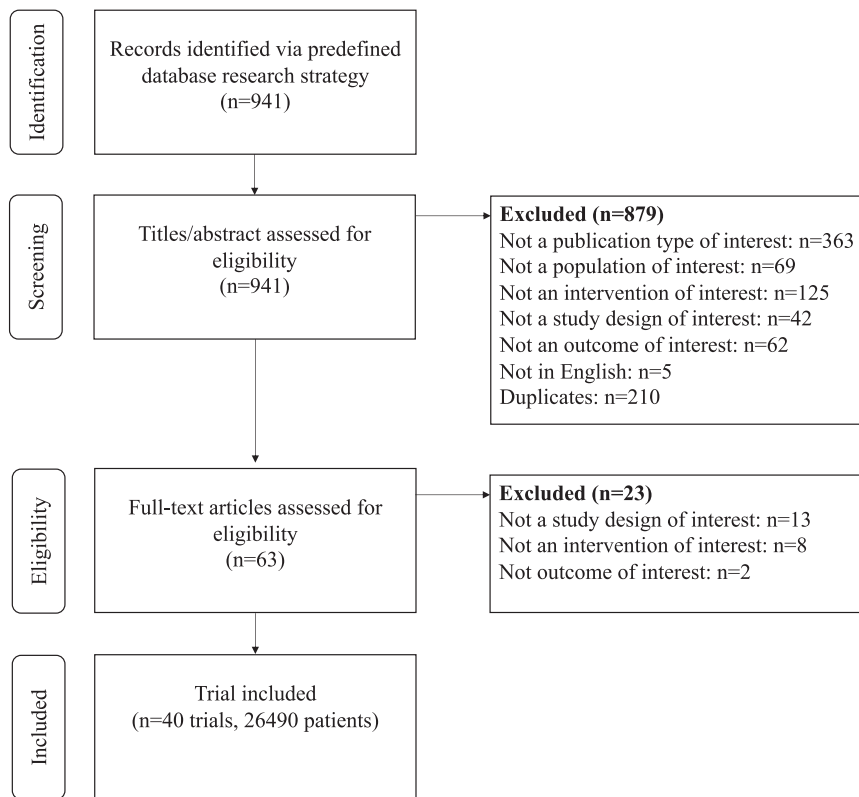 Identification
Records identified via predefined
database research strategy
(n=941)
Screening
Titles/abstract assessed for
eligibility
(n=941)
Excluded (n=879)
Not a publication type of interest: n=363
Not a population of interest: n=69
Not an intervention of interest: n=125
Not a study design of interest: n=42
Not an outcome of interest: n=62
Not in English: n=5
Duplicates: n=210
Eligibility
Full-text articles assessed for
eligibility
(n=63)
Excluded (n=23)
Not a study design of interest: n=13
Not an intervention of interest: n=8
Not outcome of interest: n=2
Included
Trial included
(n=40 trials, 26490 patients)